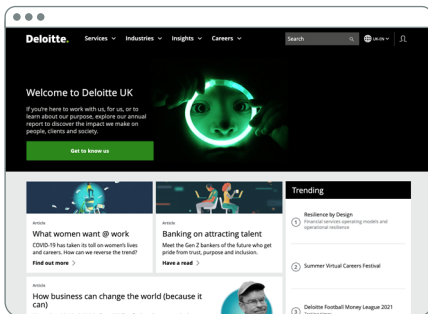 Deloitte.
Services
Industries
Insights
Careers
Search
UK-EN
Welcome to Deloitte UK
If you're here to work with us, for us, or to
learn about our purpose, explore our annual
report to discover the impact we make on
people, clients and society.
Get to know us
Article
What women want @ work
COVID-19 has taken its toll on women's lives
and careers. How can we reverse the trend?
Find out more >
Article
Banking on attracting talent
Meet the Gen Z bankers of the future who get
pride from trust, purpose and inclusion.
Have a read >
Article
How business can change the world (because it
can)
Trending
1 Resilience by Design
Financial services operating models and
operational resilience
2 Summer Virtual Careers Festival
3 Deloitte Football Money League 2021